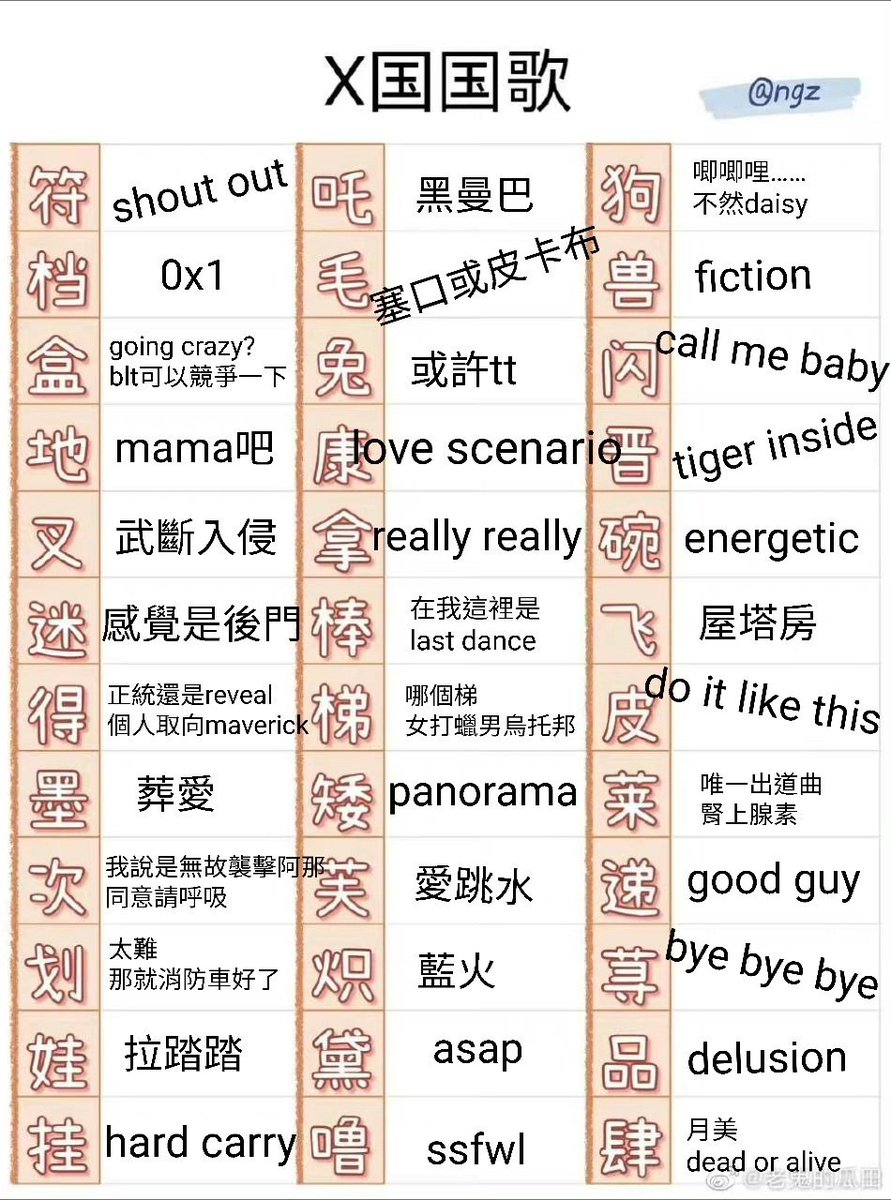 X国国歌
@ngz
符 shout out 吒 黑曼巴 狗 唧唧哩……
不然daisy
档 0x1 毛 塞口或皮卡布 兽 fiction
盒 going crazy?
blt可以競爭一下
兔 或許tt 闪 call me baby
地 mama吧 康 love scenario 晋 tiger inside
叉 武斷入侵 拿 really really 碗 energetic
迷 感覺是後門 棒 在我這裡是
last dance
飞 屋塔房
得 正統還是reveal
個人取向maverick
梯 哪個梯
女打蠟男烏托邦
皮 do it like this
墨 葬愛 矮 panorama 莱 唯一出道曲
腎上腺素
次 我說是無故襲擊阿那
同意請呼吸
芙 愛跳水 递 good guy
划 太難
那就消防車好了
炽 藍火 荨 bye bye bye
娃 拉踏踏 黛 asap 品 delusion
挂 hard carry 噜 ssfwl 肆 月美
dead or alive
@老鬼的瓜田